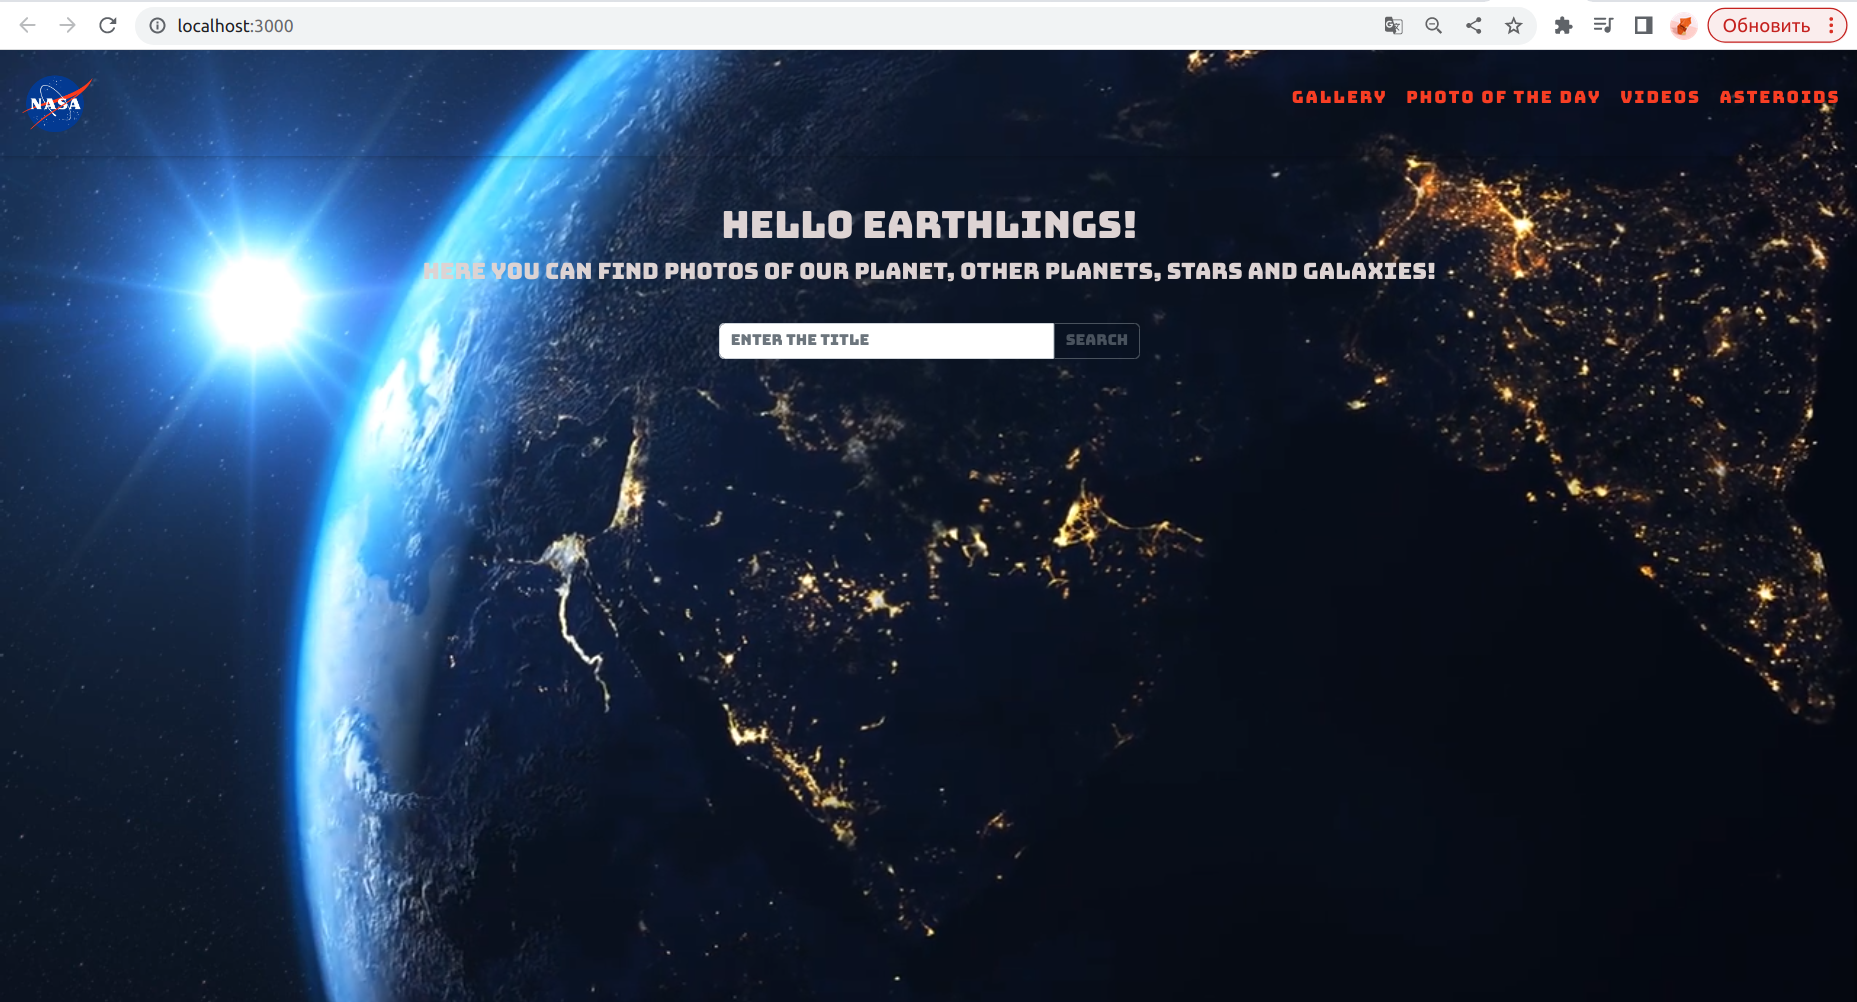 localhost:3000
Обновить
NASA
GALLERY PHOTO OF THE DAY VIDEOS ASTEROIDS
HELLO EARTHLINGS!
HERE YOU CAN FIND PHOTOS OF OUR PLANET, OTHER PLANETS, STARS AND GALAXIES!
ENTER THE TITLE
SEARCH